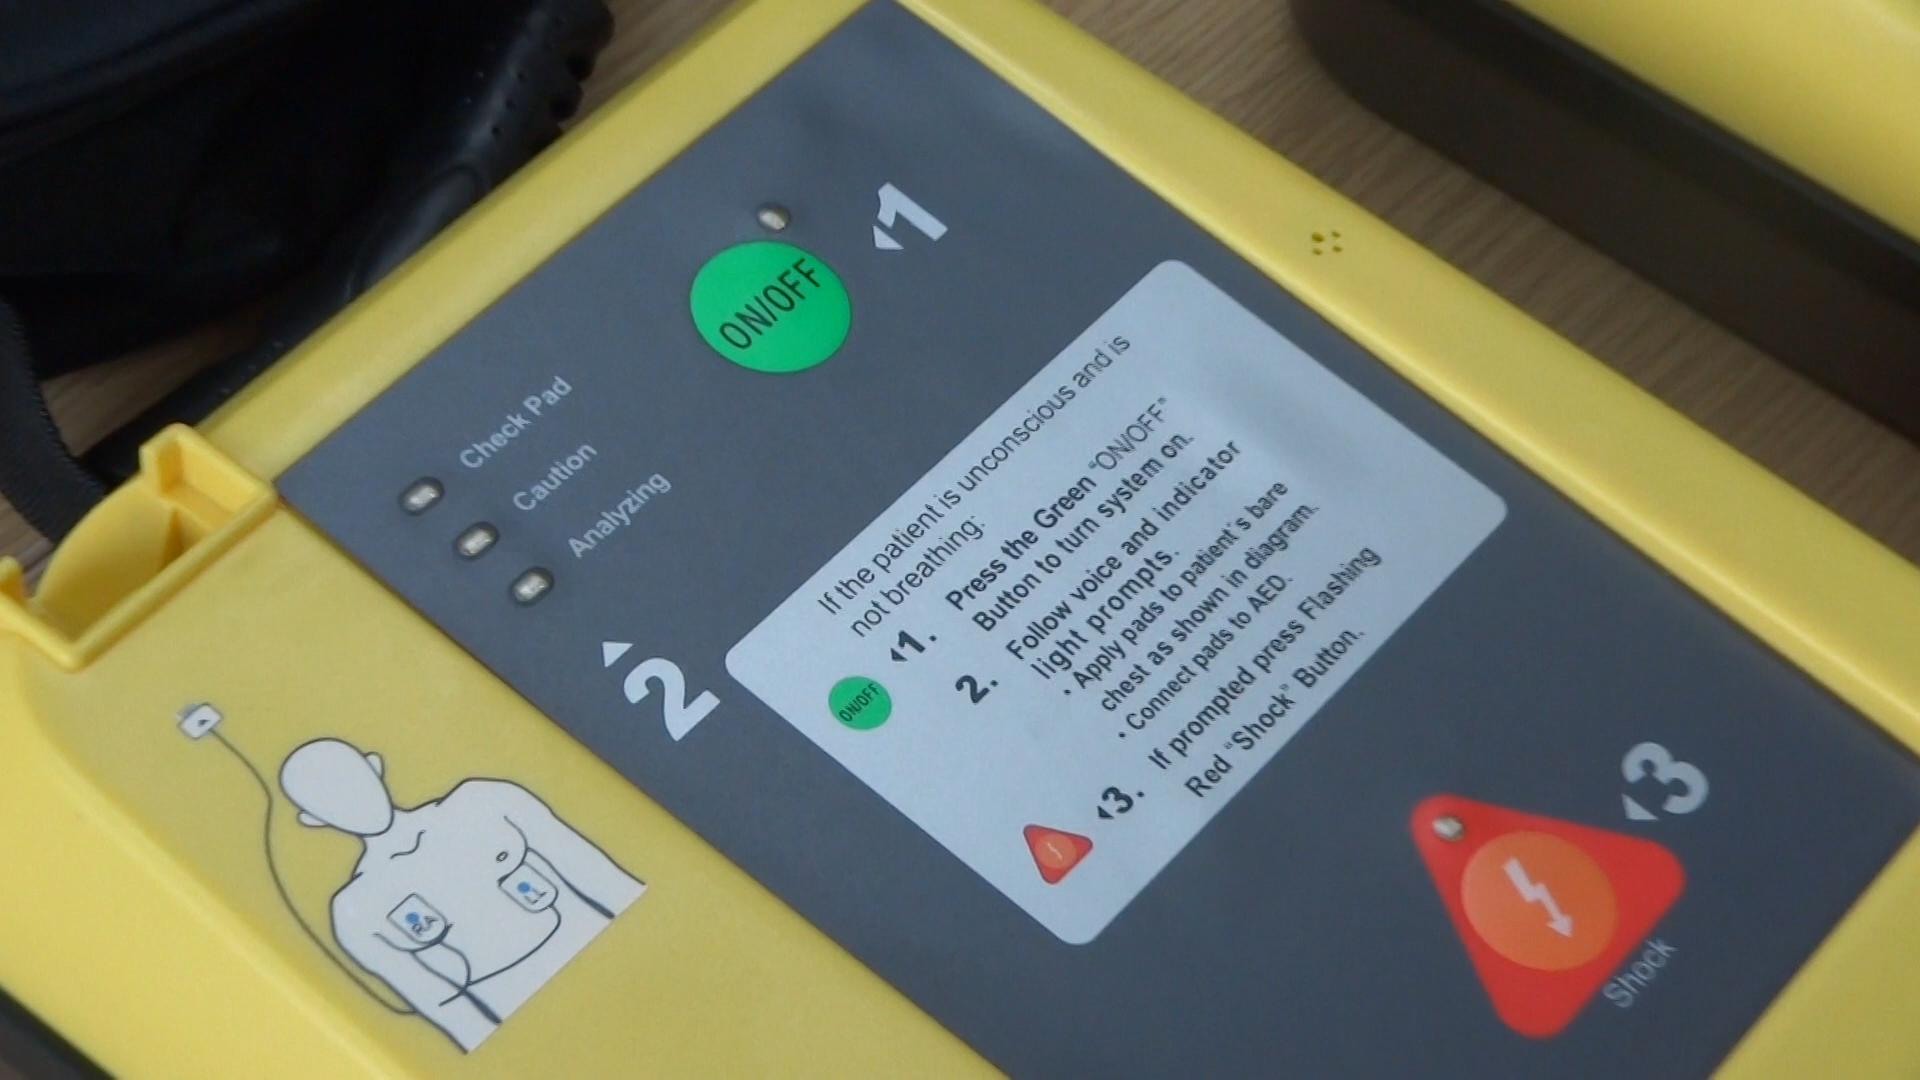 1
ON/OFF
Check Pad
Caution
Analyzing
2
If the patient is unconscious and is
not breathing:
ON/OFF
1. Press the Green "ON/OFF"
Button to turn system on.
2. Follow voice and indicator
light prompts.
• Apply pads to patient's bare
chest as shown in diagram.
• Connect pads to AED.
3. If prompted press Flashing
Red "Shock" Button.
3
Shock
RA